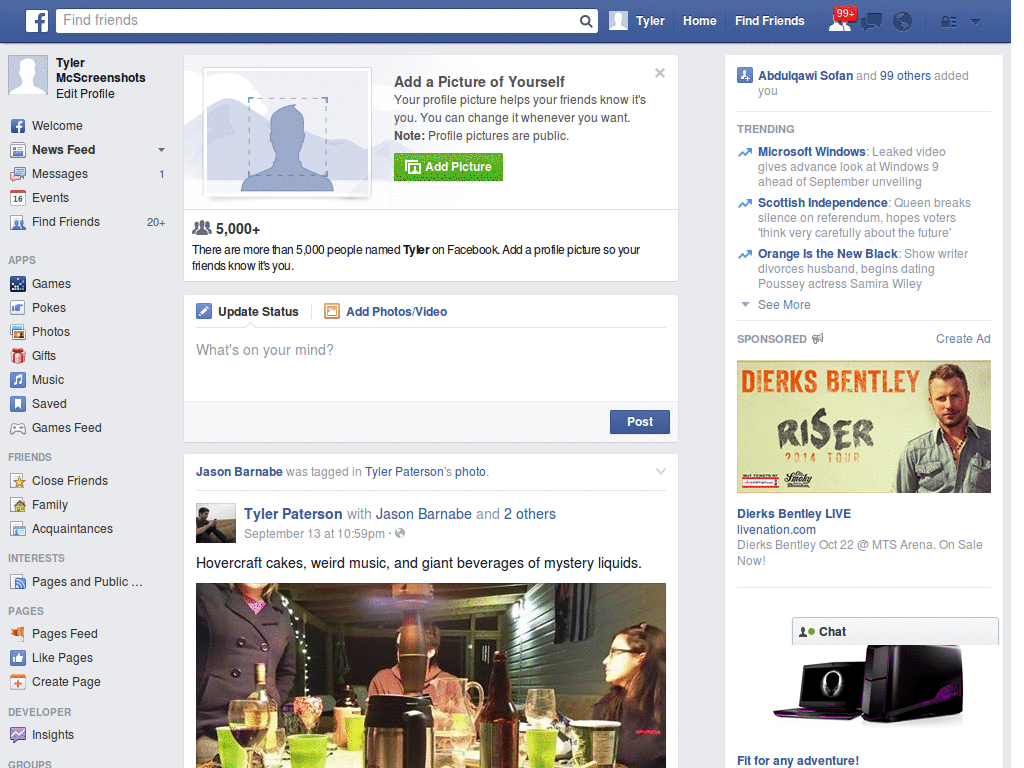 f
Find friends
Tyler
Home
Find Friends
99+
Tyler
McScreenshots
Edit Profile
Welcome
News Feed
Messages 1
16 Events
Find Friends 20+
APPS
Games
Pokes
Photos
Gifts
Music
Saved
Games Feed
FRIENDS
Close Friends
Family
Acquaintances
INTERESTS
Pages and Public ...
PAGES
Pages Feed
Like Pages
Create Page
DEVELOPER
Insights
GROUPS
Add a Picture of Yourself
Your profile picture helps your friends know it's
you. You can change it whenever you want.
Note: Profile pictures are public.
Add Picture
5,000+
There are more than 5,000 people named Tyler on Facebook. Add a profile picture so your
friends know it's you.
Update Status
Add Photos/Video
What's on your mind?
Post
Jason Barnabe was tagged in Tyler Paterson's photo.
Tyler Paterson with Jason Barnabe and 2 others
September 13 at 10:59pm ·
Hovercraft cakes, weird music, and giant beverages of mystery liquids.
Abdulqawi Sofan and 99 others added
you
TRENDING
Microsoft Windows: Leaked video
gives advance look at Windows 9
ahead of September unveiling
Scottish Independence: Queen breaks
silence on referendum, hopes voters
'think very carefully about the future'
Orange Is the New Black: Show writer
divorces husband, begins dating
Poussey actress Samira Wiley
See More
SPONSORED
Create Ad
DIERKS BENTLEY
RISER
2014 TOUR
BUY TICKETS AT
Smoky
Dierks Bentley LIVE
livenation.com
Dierks Bentley Oct 22 @ MTS Arena. On Sale
Now!
Chat
Fit for any adventure!